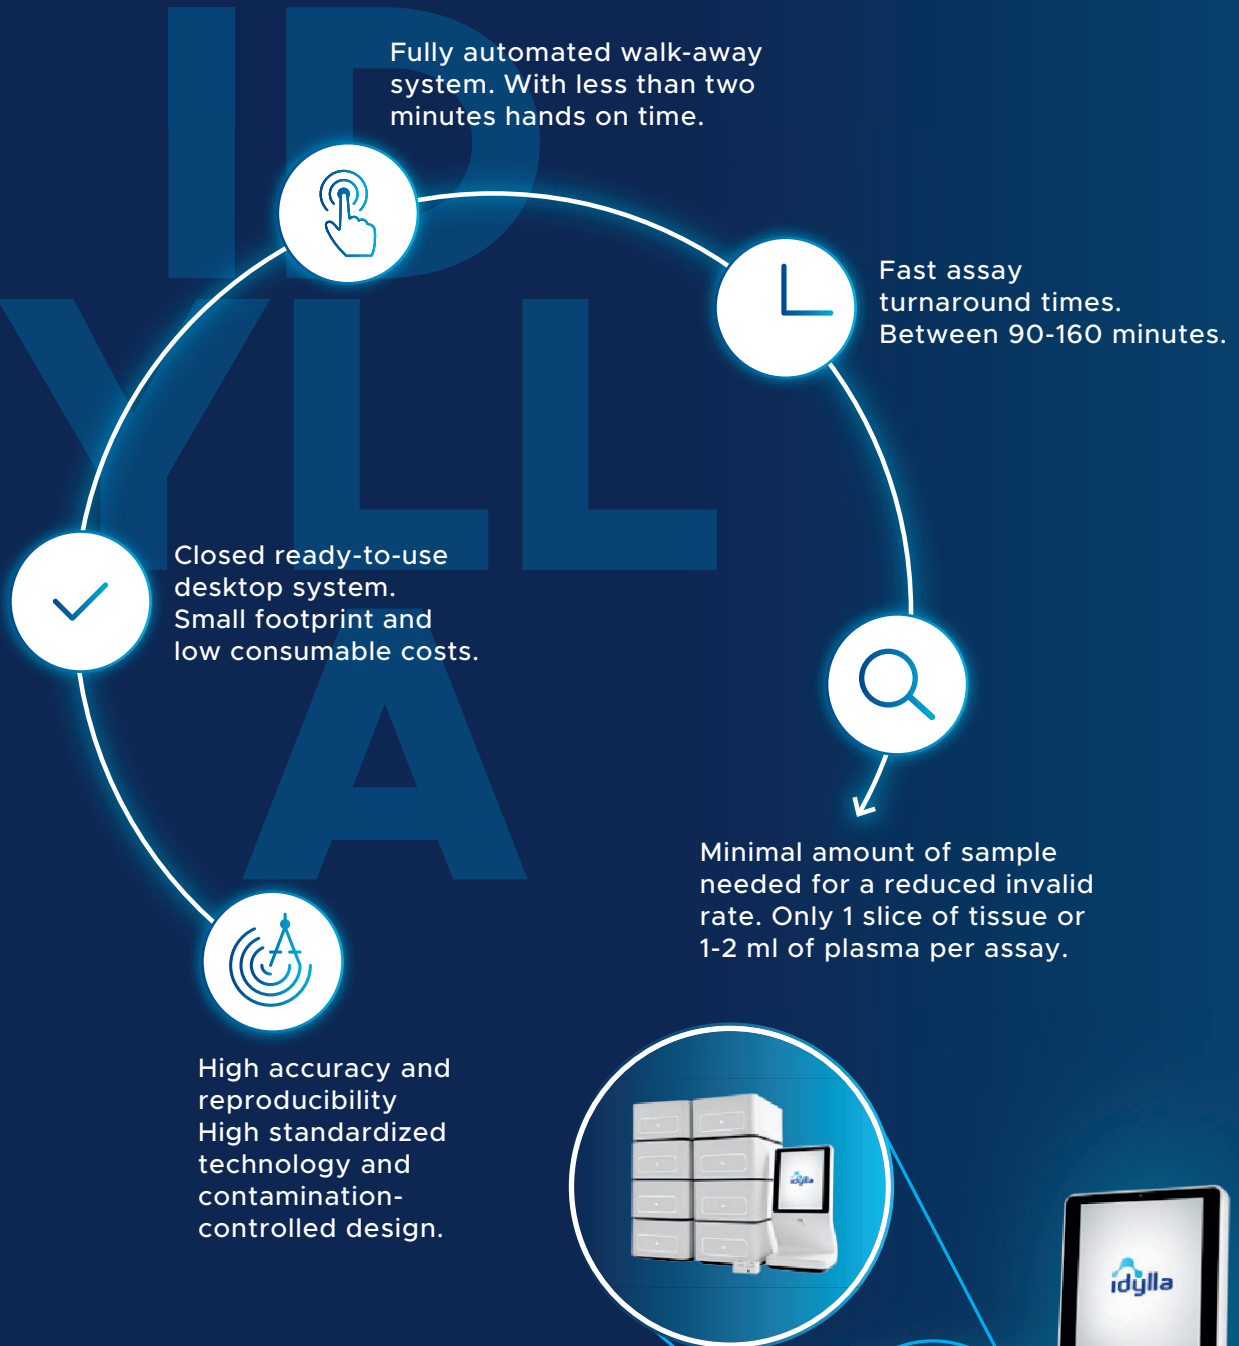 ID
YLL
A
Fully automated walk-away
system. With less than two
minutes hands on time.
Fast assay
turnaround times.
Between 90-160 minutes.
Closed ready-to-use
desktop system.
Small footprint and
low consumable costs.
Minimal amount of sample
needed for a reduced invalid
rate. Only 1 slice of tissue or
1-2 ml of plasma per assay.
High accuracy and
reproducibility
High standardized
technology and
contamination-
controlled design.
idylla
idylla